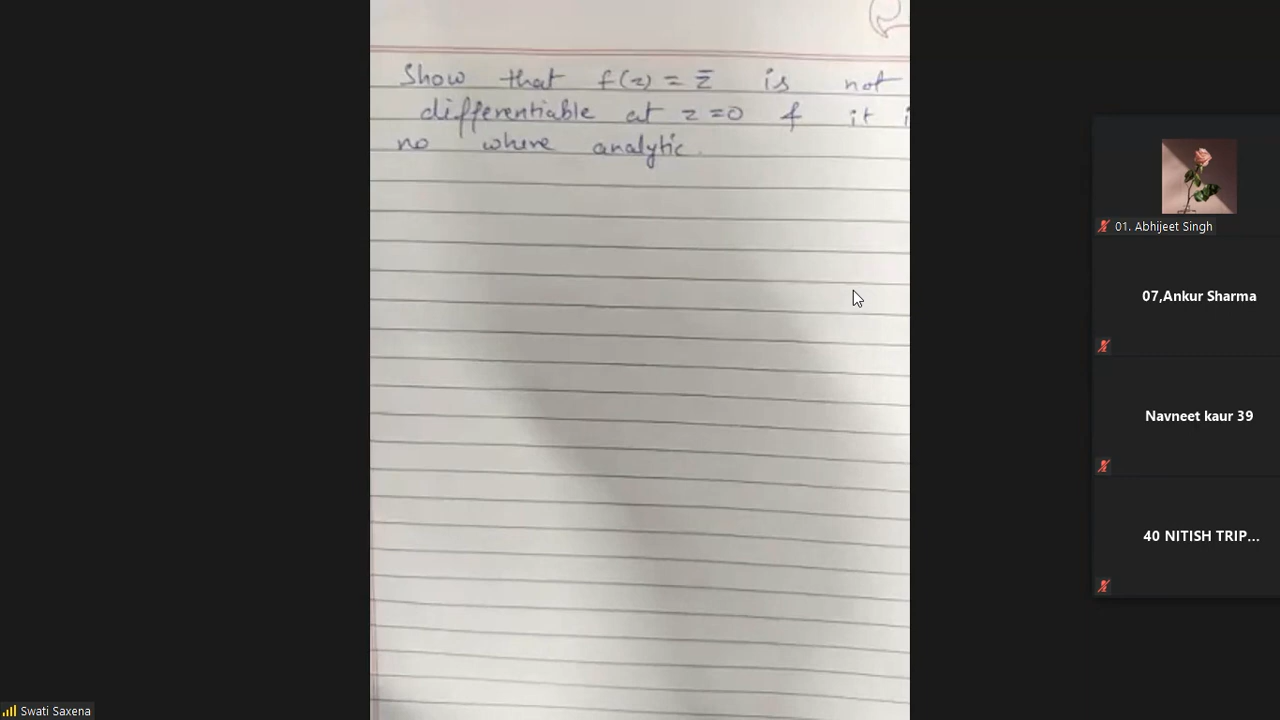 Show that f(z) = z̄ is not
differentiable at z=0 & it i
no where analytic.
01. Abhijeet Singh
07,Ankur Sharma
Navneet kaur 39
40 NITISH TRIP...
Swati Saxena